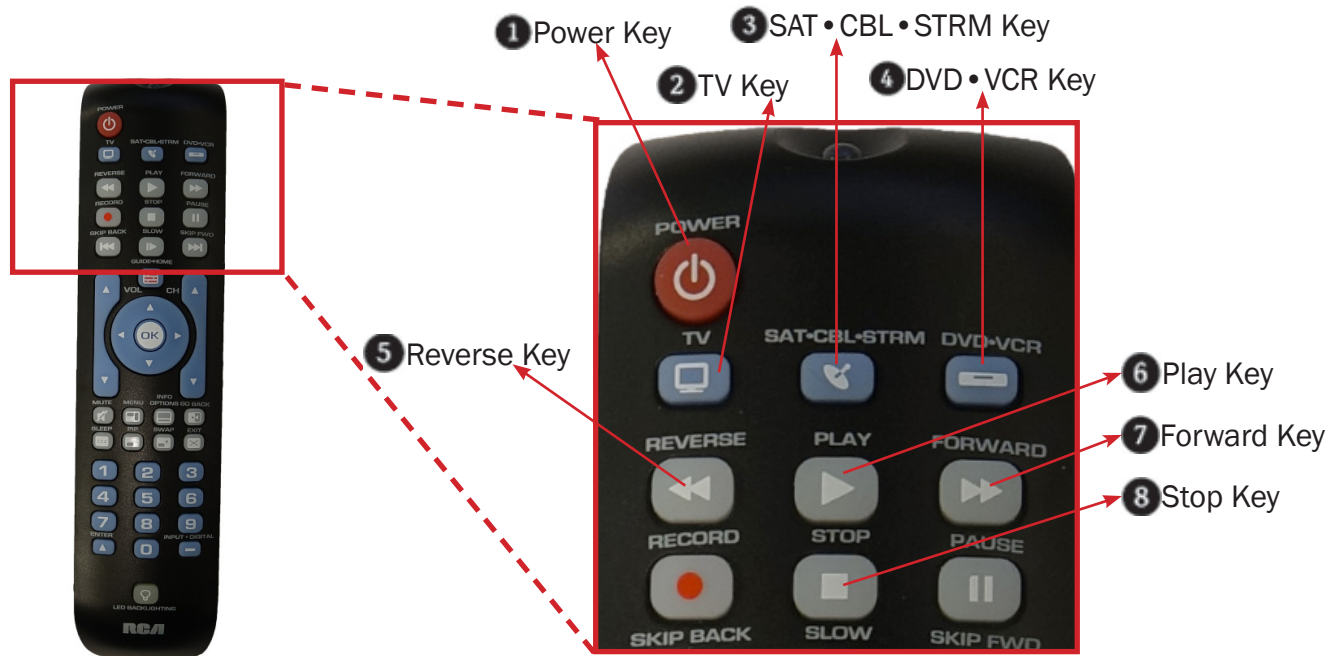 1 Power Key
3 SAT•CBL•STRM Key
2 TV Key
4 DVD•VCR Key
5 Reverse Key
6 Play Key
7 Forward Key
8 Stop Key
POWER
TV SAT•CBL•STRM DVD•VCR
REVERSE PLAY FORWARD
RECORD STOP PAUSE
SKIP BACK SLOW SKIP FWD
POWER
TV SAT•CBL•STRM DVD•VCR
REVERSE PLAY FORWARD
RECORD STOP PAUSE
SKIP BACK SLOW SKIP FWD
GUIDE•HOME
VOL CH
OK
INFO
MUTE MENU OPTIONS GO BACK
SLEEP PIP SWAP EXIT
1 2 3
4 5 6
7 8 9
ENTER 0 INPUT•DIGITAL
LED BACKLIGHTING
RCA